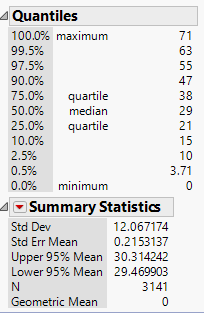 Quantiles
100.0% maximum 71
99.5% 63
97.5% 55
90.0% 47
75.0% quartile 38
50.0% median 29
25.0% quartile 21
10.0% 15
2.5% 10
0.5% 3.71
0.0% minimum 0
Summary Statistics
Std Dev 12.067174
Std Err Mean 0.2153137
Upper 95% Mean 30.314242
Lower 95% Mean 29.469903
N 3141
Geometric Mean 0